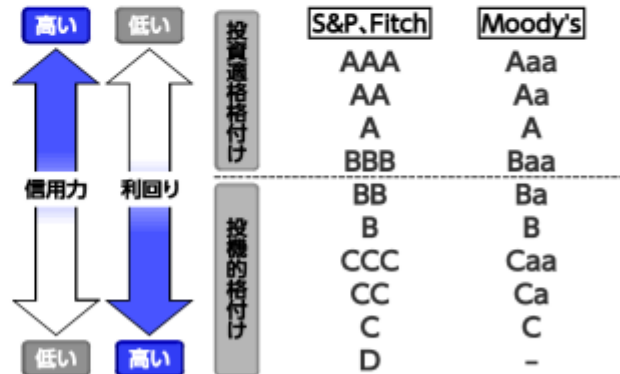 高い 低い
信用力 利回り
低い 高い
投資適格格付け
投機的格付け
S&P、Fitch Moody's
AAA Aaa
AA Aa
A A
BBB Baa
BB Ba
B B
CCC Caa
CC Ca
C C
D -